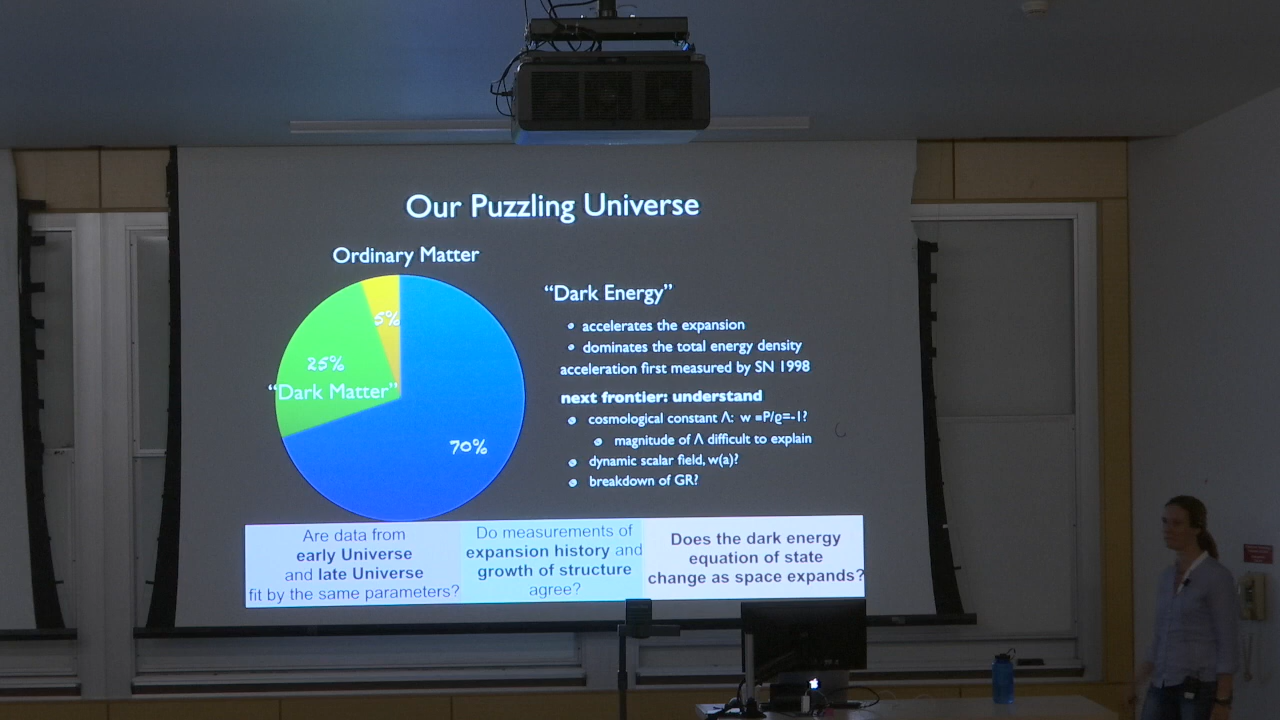 Our Puzzling Universe
Ordinary Matter
5%
25%
"Dark Matter"
70%
"Dark Energy"
• accelerates the expansion
• dominates the total energy density
acceleration first measured by SN 1998
next frontier: understand
• cosmological constant Λ: w =P/ϱ=-1?
• magnitude of Λ difficult to explain
• dynamic scalar field, w(a)?
• breakdown of GR?
Are data from
early Universe
and late Universe
fit by the same parameters?
Do measurements of
expansion history and
growth of structure
agree?
Does the dark energy
equation of state
change as space expands?